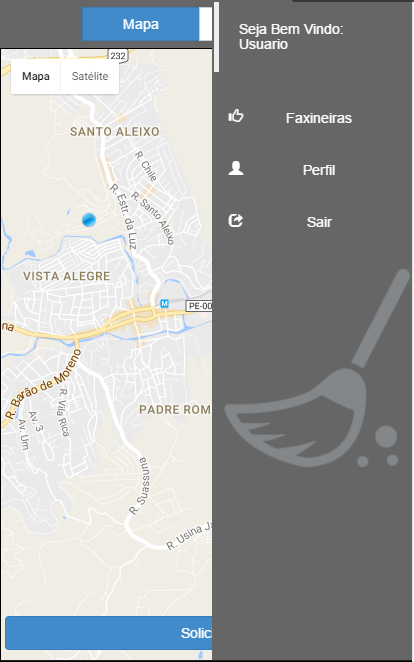 Mapa
Seja Bem Vindo:
Usuario
232
Mapa
Satélite
Faxineiras
Perfil
Sair
SANTO ALEIXO
R. Chile
R. Santo Aleixo
R. Estr. da Luz
VISTA ALEGRE
M
PE-00
ena
R. Barão de Moreno
R. Vila Rica
Av. 3
Av. Um
PADRE ROM
R. Suassuna
R. Usina Ja
Solic